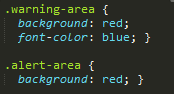 .warning-area {
  background: red;
  font-color: blue; }

.alert-area {
  background: red; }